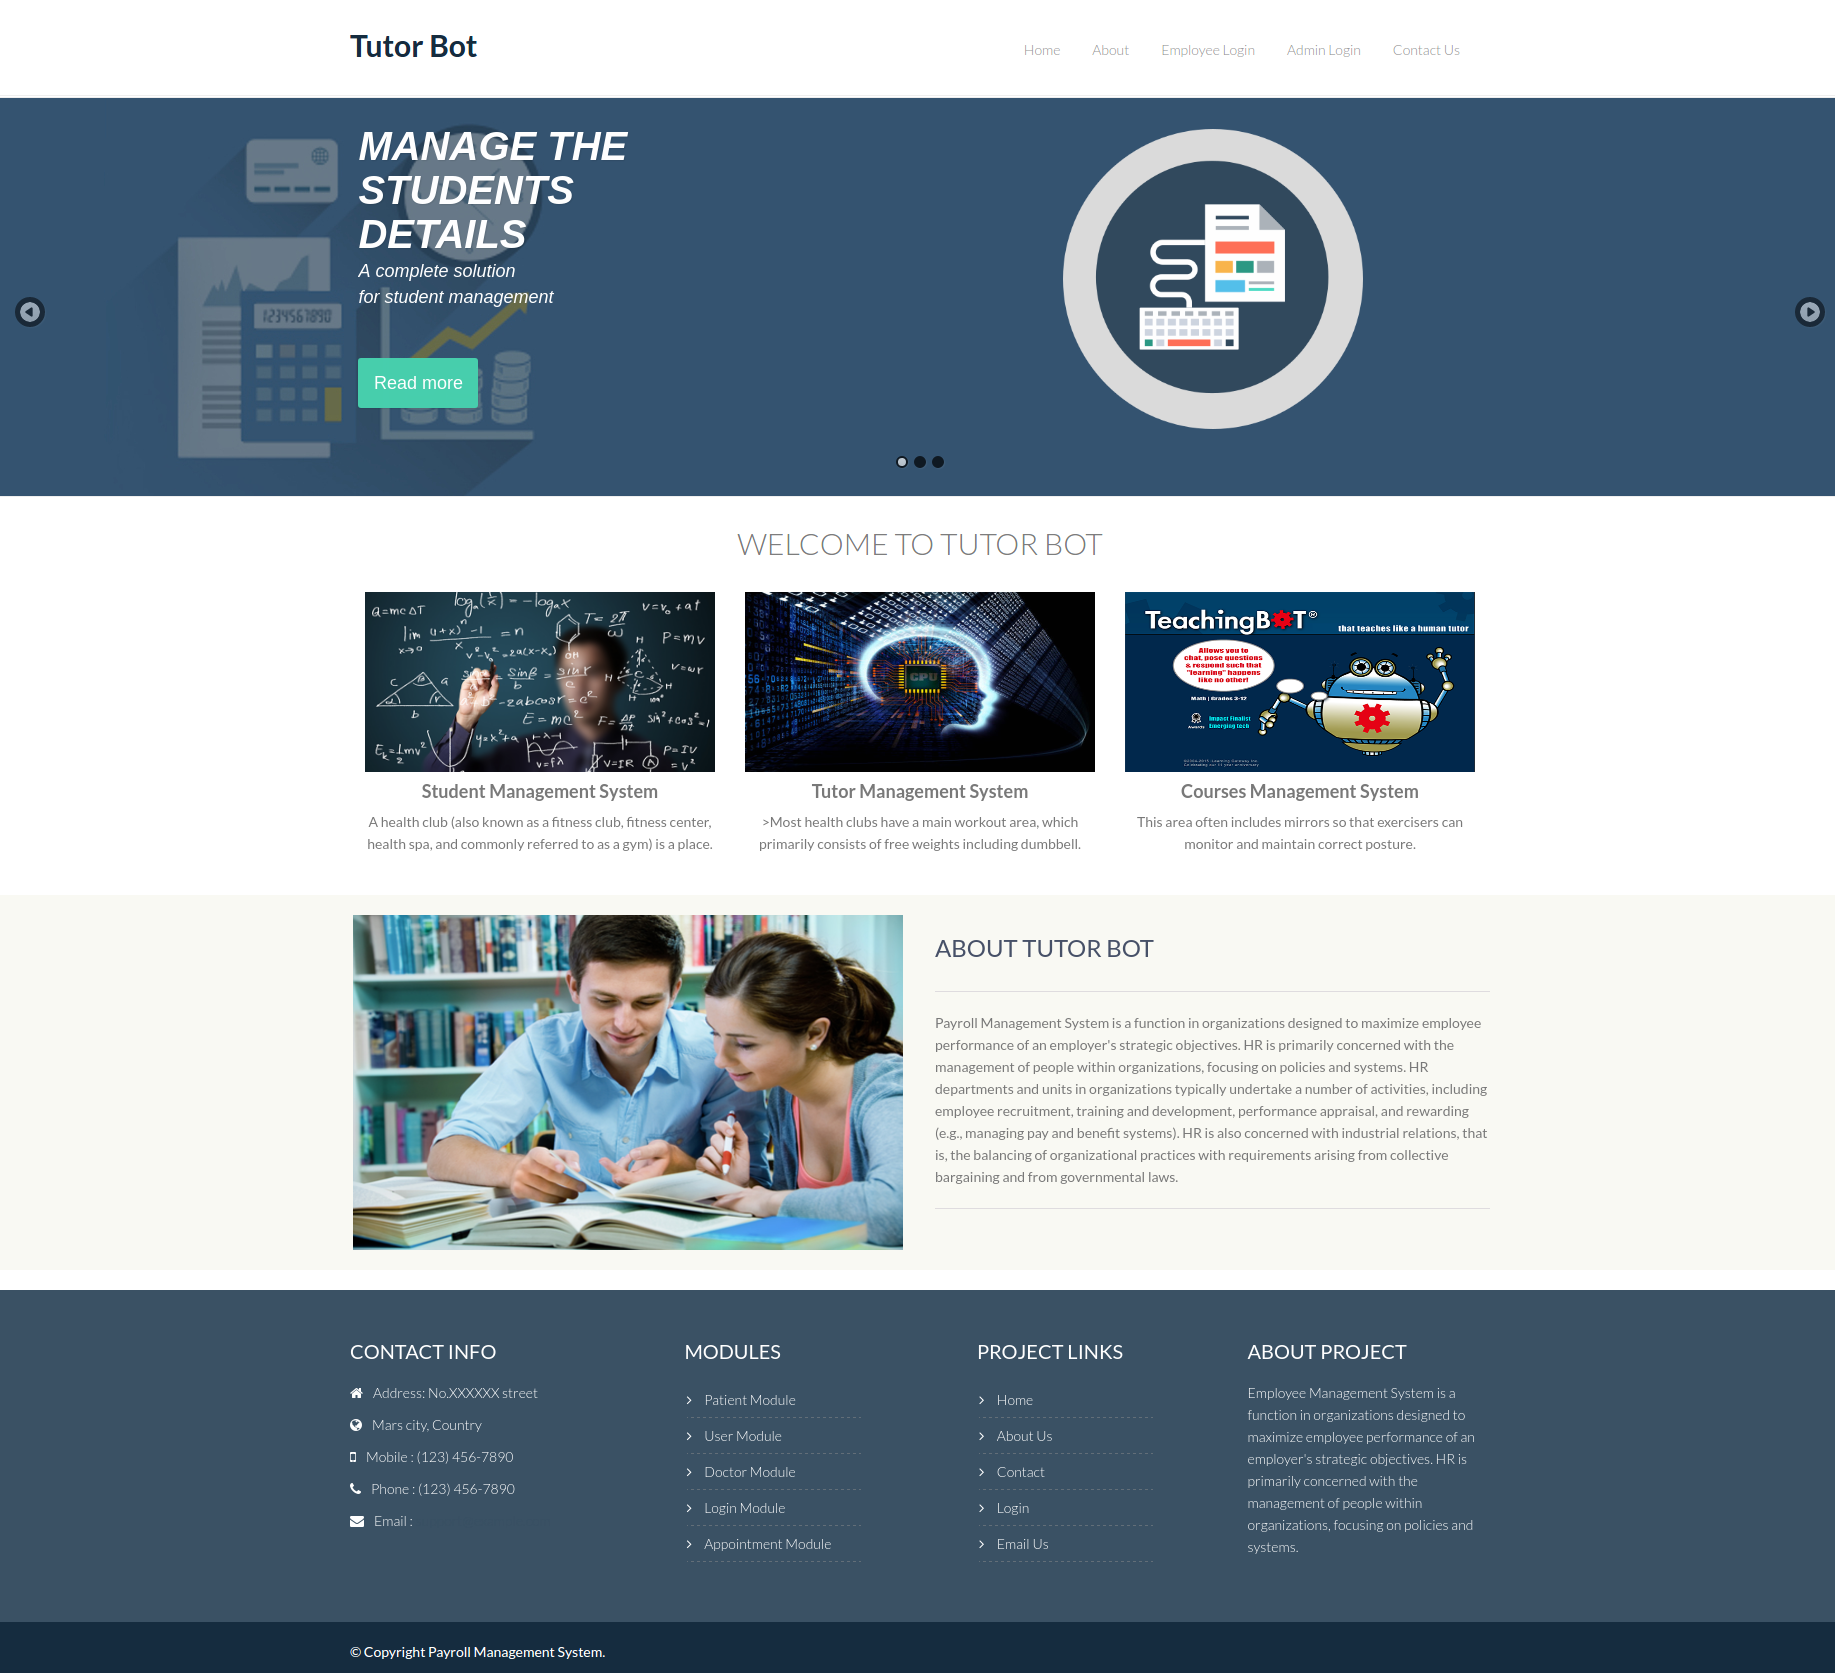 Tutor Bot
Home
About
Employee Login
Admin Login
Contact Us
MANAGE THE
STUDENTS
DETAILS
A complete solution
for student management
1234567890
Read more
WELCOME TO TUTOR BOT
CPU
TeachingBOT®
that teaches like a human tutor
Allows you to
chat, pose questions
& respond such that
"learning" happens
like no other!
Math | Grades 3-12
Awards
Impact Finalist
Emerging tech
Student Management System
A health club (also known as a fitness club, fitness center,
health spa, and commonly referred to as a gym) is a place.
Tutor Management System
>Most health clubs have a main workout area, which
primarily consists of free weights including dumbbell.
Courses Management System
This area often includes mirrors so that exercisers can
monitor and maintain correct posture.
ABOUT TUTOR BOT
Payroll Management System is a function in organizations designed to maximize employee
performance of an employer's strategic objectives. HR is primarily concerned with the
management of people within organizations, focusing on policies and systems. HR
departments and units in organizations typically undertake a number of activities, including
employee recruitment, training and development, performance appraisal, and rewarding
(e.g., managing pay and benefit systems). HR is also concerned with industrial relations, that
is, the balancing of organizational practices with requirements arising from collective
bargaining and from governmental laws.
CONTACT INFO
Address: No.XXXXXX street
Mars city, Country
Mobile : (123) 456-7890
Phone : (123) 456-7890
Email :
MODULES
Patient Module
User Module
Doctor Module
Login Module
Appointment Module
PROJECT LINKS
Home
About Us
Contact
Login
Email Us
ABOUT PROJECT
Employee Management System is a
function in organizations designed to
maximize employee performance of an
employer's strategic objectives. HR is
primarily concerned with the
management of people within
organizations, focusing on policies and
systems.
© Copyright Payroll Management System.